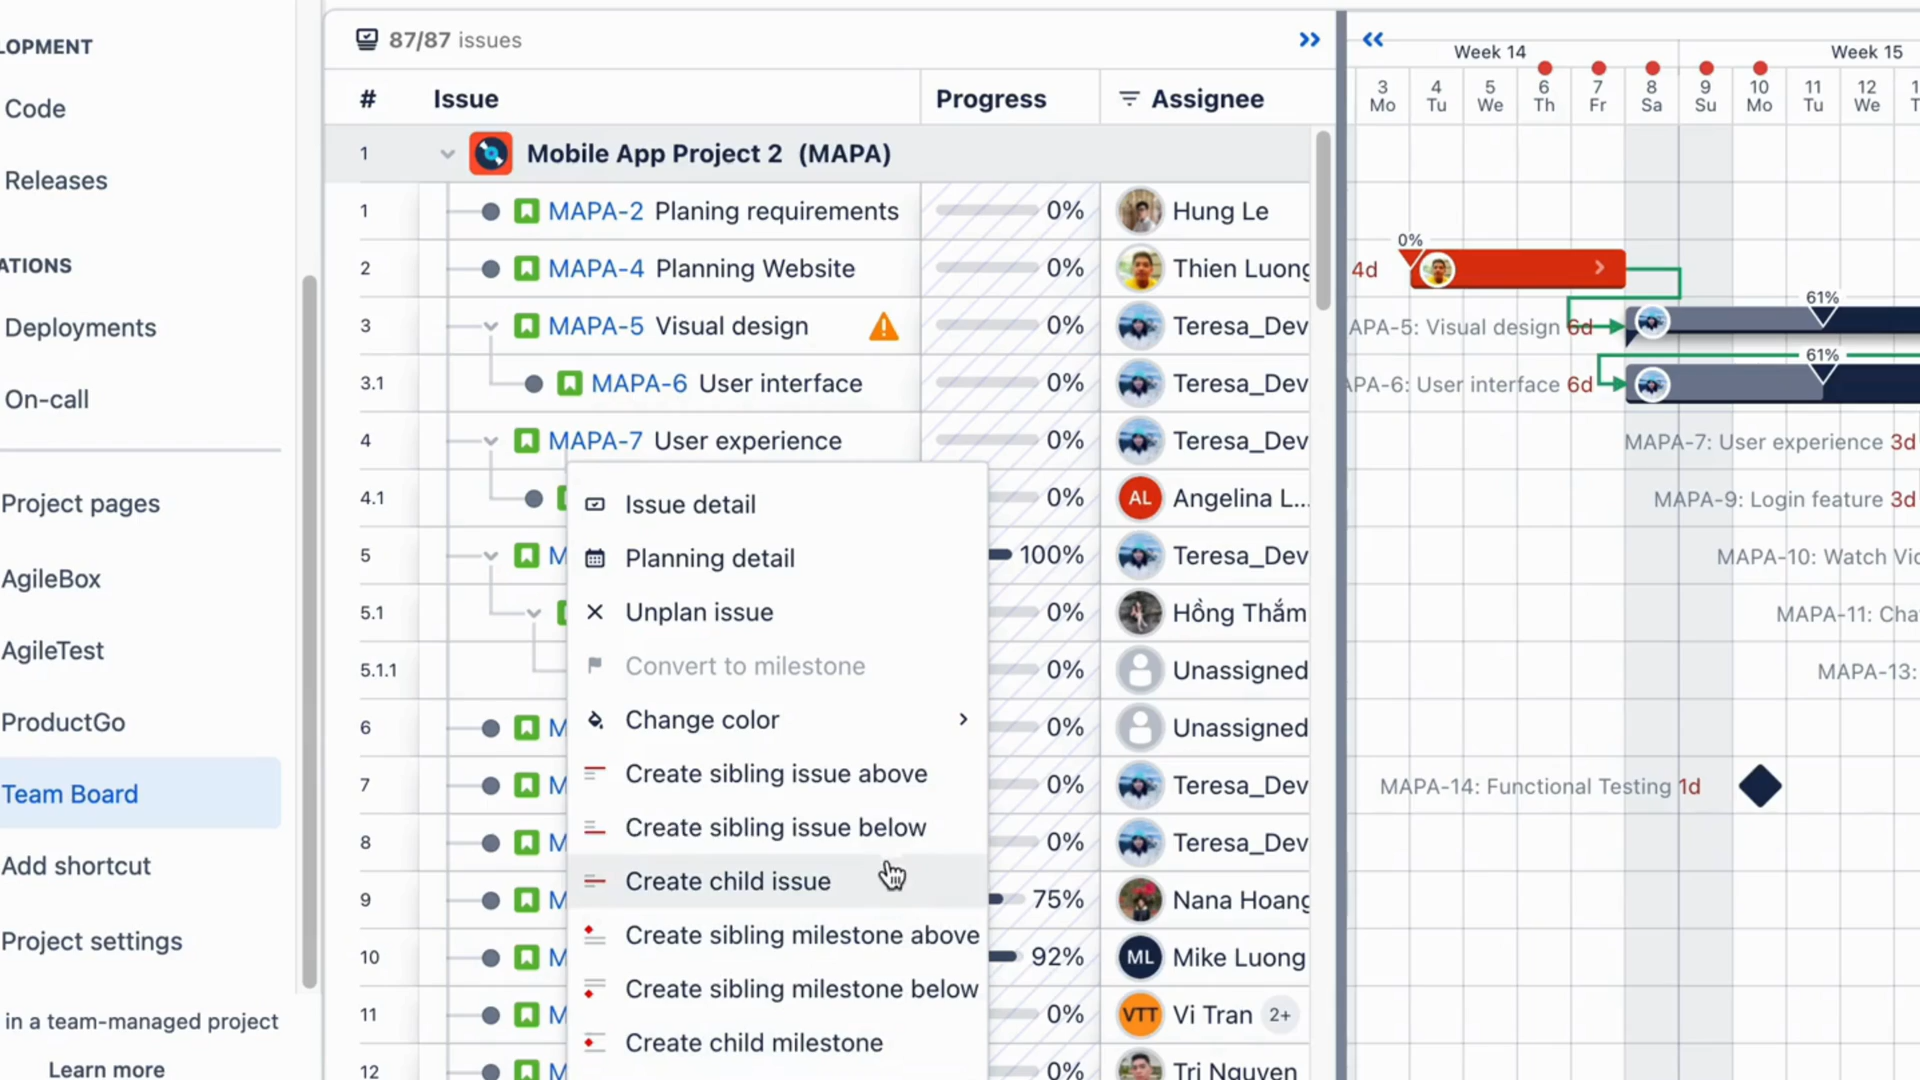 LOPMENT
Code
Releases
ATIONS
Deployments
On-call
Project pages
AgileBox
AgileTest
ProductGo
Team Board
Add shortcut
Project settings
in a team-managed project
Learn more
87/87 issues
# Issue Progress Assignee
1 Mobile App Project 2 (MAPA)
1 MAPA-2 Planing requirements 0% Hung Le
2 MAPA-4 Planning Website 0% Thien Luong
3 MAPA-5 Visual design 0% Teresa_Dev
3.1 MAPA-6 User interface 0% Teresa_Dev
4 MAPA-7 User experience 0% Teresa_Dev
4.1 0% AL Angelina L...
5 M 100% Teresa_Dev
5.1 0% Hồng Thắm
5.1.1 0% Unassigned
6 M 0% Unassigned
7 M 0% Teresa_Dev
8 M 0% Teresa_Dev
9 M 75% Nana Hoang
10 M 92% ML Mike Luong
11 M 0% VTT Vi Tran 2+
12 M 0% Tri Nguyen
Issue detail
Planning detail
Unplan issue
Convert to milestone
Change color
Create sibling issue above
Create sibling issue below
Create child issue
Create sibling milestone above
Create sibling milestone below
Create child milestone
Week 14 Week 15
3 4 5 6 7 8 9 10 11 12 1
Mo Tu We Th Fr Sa Su Mo Tu We T
0%
4d
61%
APA-5: Visual design 6d
61%
APA-6: User interface 6d
MAPA-7: User experience 3d
MAPA-9: Login feature 3d
MAPA-10: Watch Vic
MAPA-11: Cha
MAPA-13:
MAPA-14: Functional Testing 1d